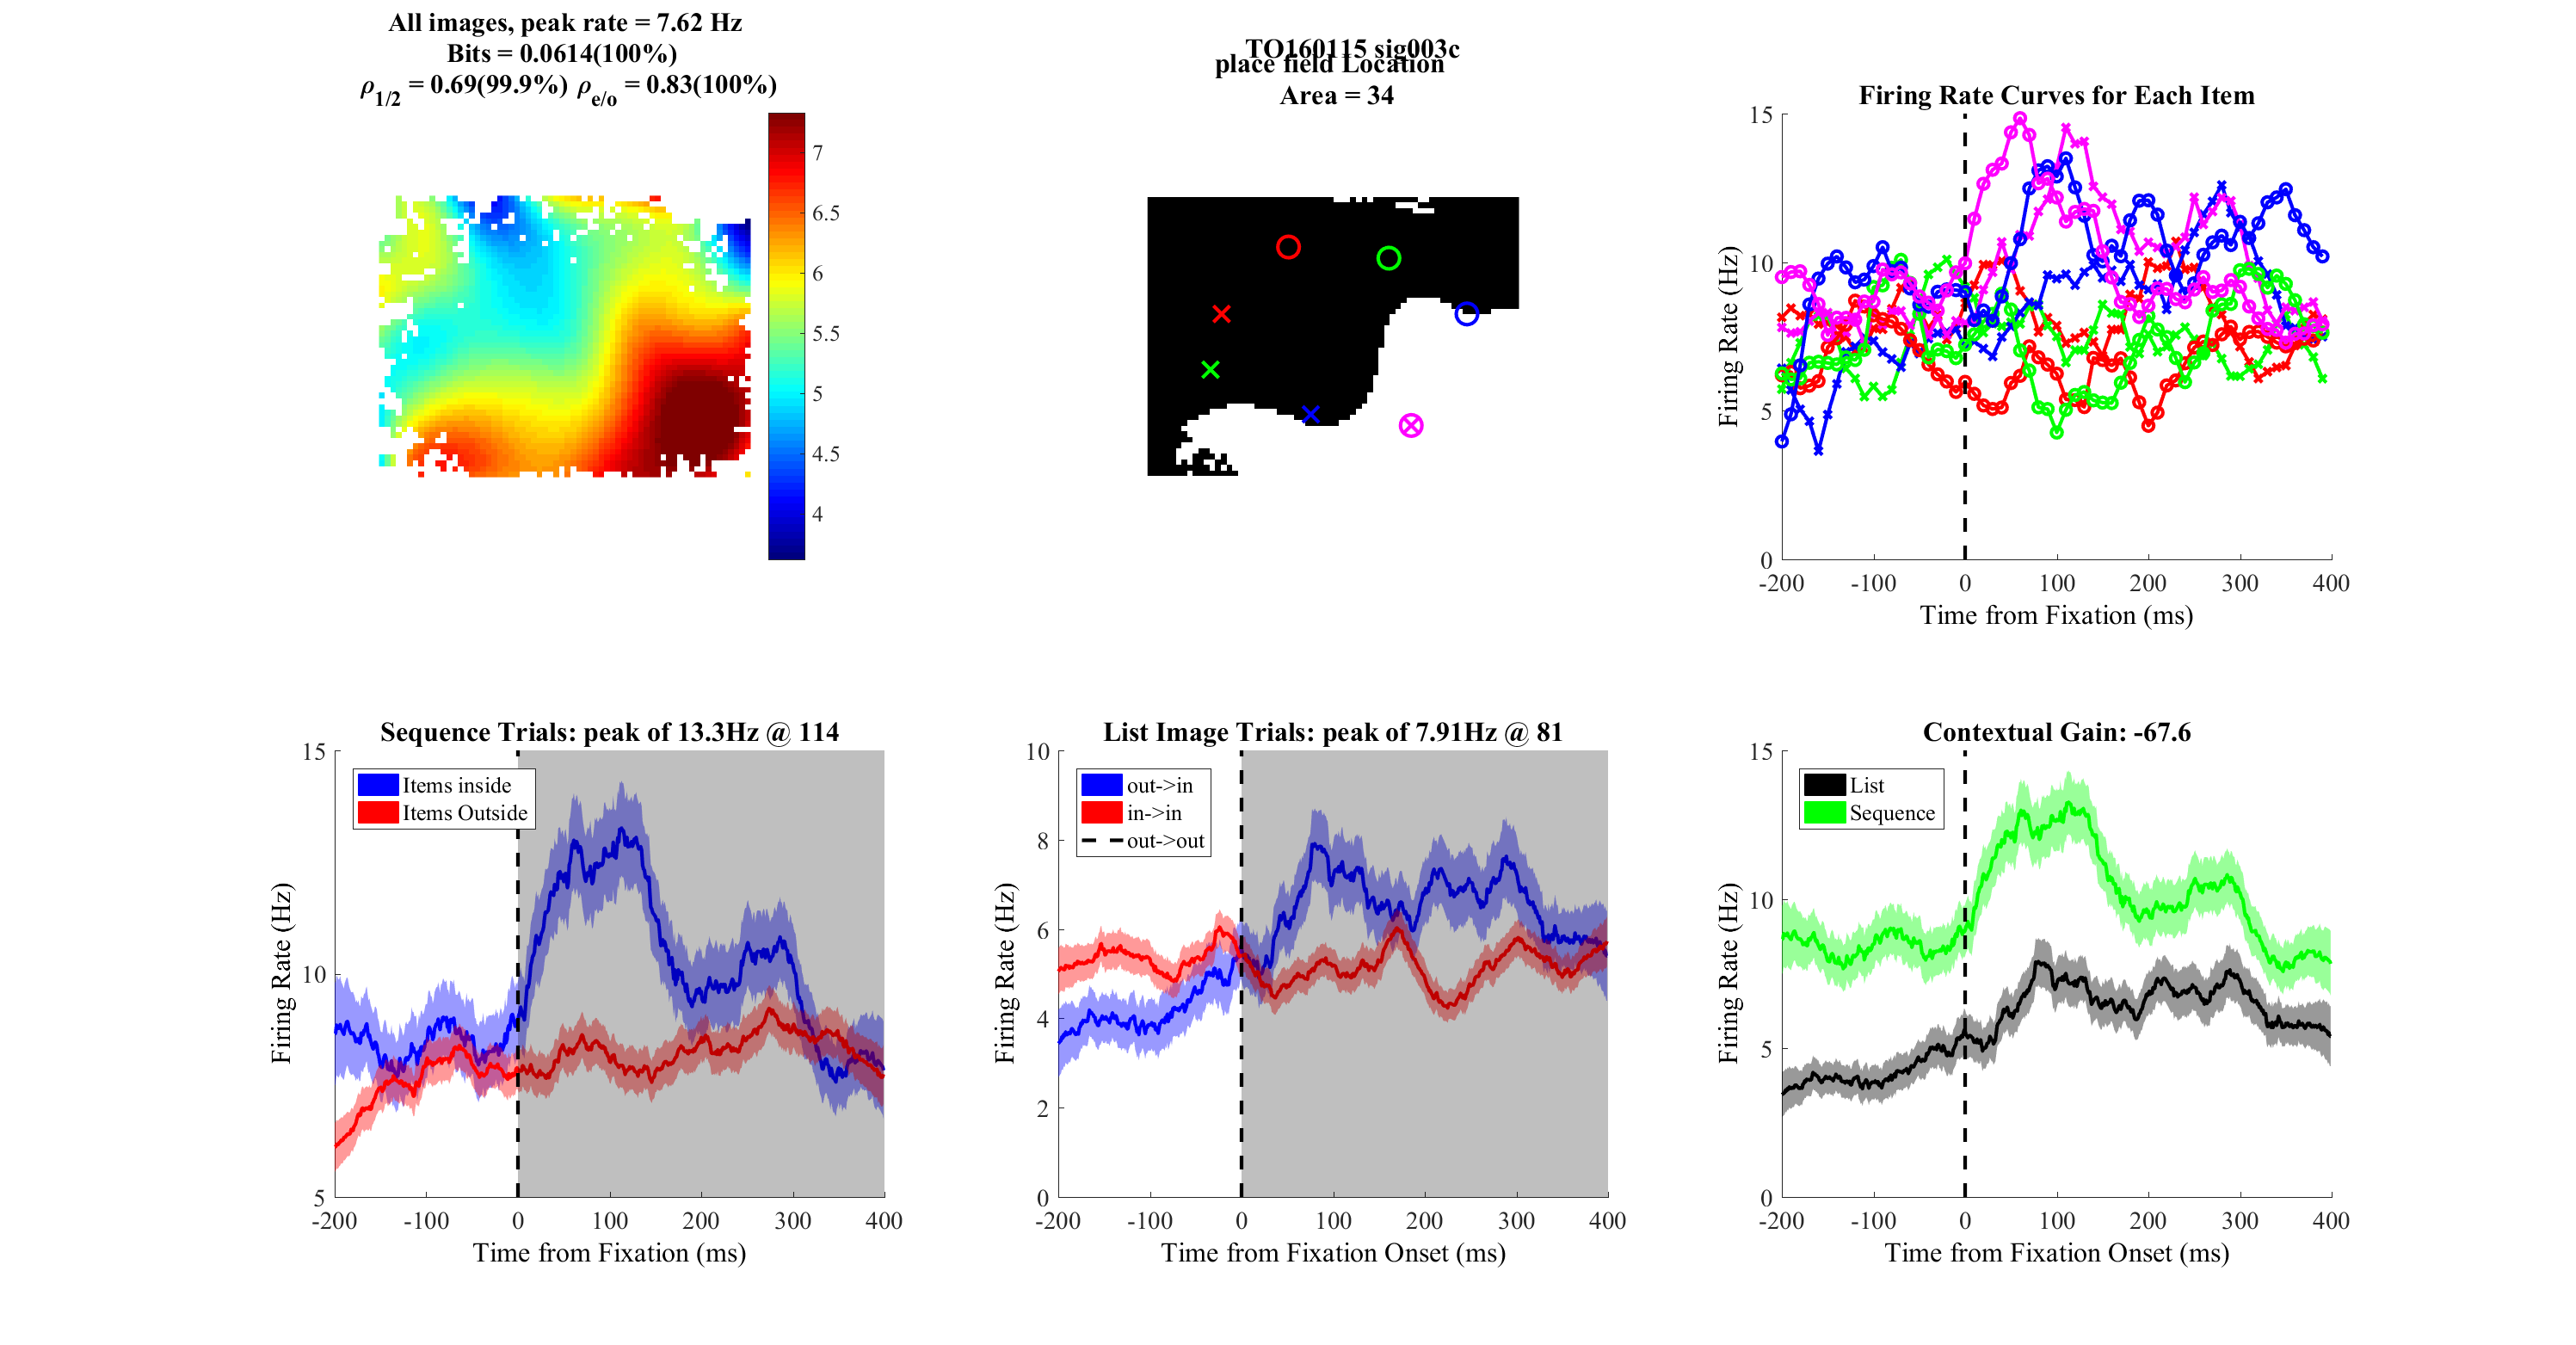 All images, peak rate = 7.62 Hz
Bits = 0.0614(100%)
ρ1/2 = 0.69(99.9%) ρe/o = 0.83(100%)
7
6.5
6
5.5
5
4.5
4
TO160115 sig003c
place field Location
Area = 34
Firing Rate Curves for Each Item
15
10
5
0
Firing Rate (Hz)
-200 -100 0 100 200 300 400
Time from Fixation (ms)
Sequence Trials: peak of 13.3Hz @ 114
15
10
5
Firing Rate (Hz)
Items inside
Items Outside
-200 -100 0 100 200 300 400
Time from Fixation (ms)
List Image Trials: peak of 7.91Hz @ 81
10
8
6
4
2
0
Firing Rate (Hz)
out->in
in->in
out->out
-200 -100 0 100 200 300 400
Time from Fixation Onset (ms)
Contextual Gain: -67.6
15
10
5
0
Firing Rate (Hz)
List
Sequence
-200 -100 0 100 200 300 400
Time from Fixation Onset (ms)